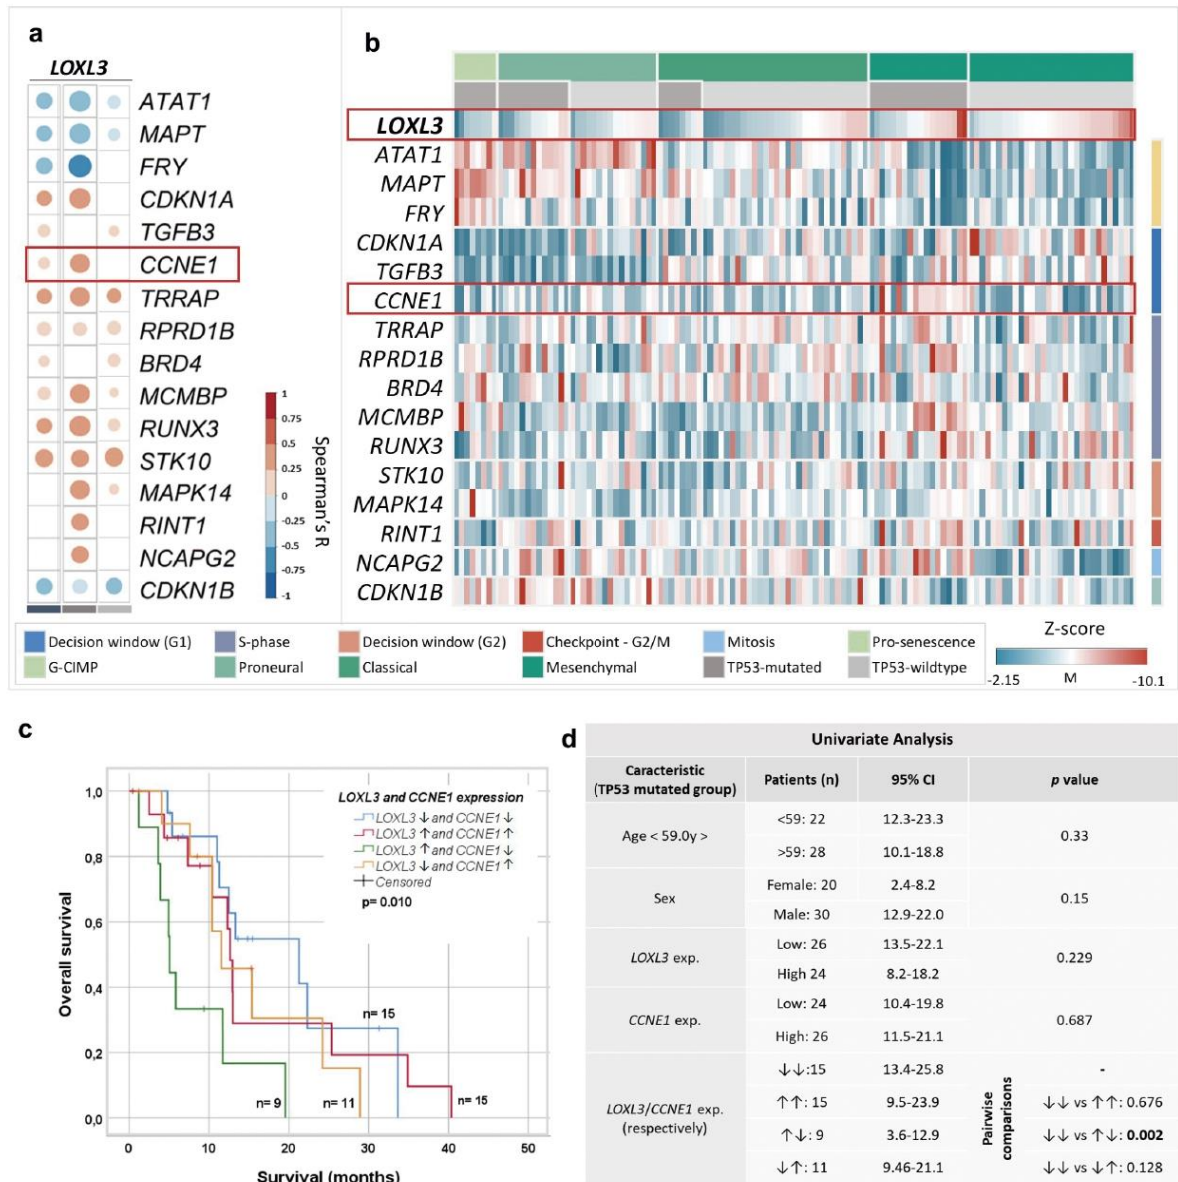 a
LOXL3
ATAT1
MAPT
FRY
CDKN1A
TGFB3
CCNE1
TRRAP
RPRD1B
BRD4
MCMBP
RUNX3
STK10
MAPK14
RINT1
NCAPG2
CDKN1B
1
0.75
0.5
0.25
0
-0.25
-0.5
-0.75
-1
Spearman's R
b
LOXL3
ATAT1
MAPT
FRY
CDKN1A
TGFB3
CCNE1
TRRAP
RPRD1B
BRD4
MCMBP
RUNX3
STK10
MAPK14
RINT1
NCAPG2
CDKN1B
Decision window (G1) S-phase Decision window (G2) Checkpoint - G2/M Mitosis Pro-senescence
G-CIMP Proneural Classical Mesenchymal TP53-mutated TP53-wildtype
Z-score
-2.15 M -10.1
c
LOXL3 and CCNE1 expression
LOXL3 ↓ and CCNE1 ↓
LOXL3 ↑ and CCNE1 ↑
LOXL3 ↑ and CCNE1 ↓
LOXL3 ↓ and CCNE1 ↑
Censored
p= 0.010
Overall survival
1,0
0,8
0,6
0,4
0,2
0,0
n= 15
n= 9 n= 11 n= 15
0 10 20 30 40 50
Survival (months)
d
Univariate Analysis
Caracteristic (TP53 mutated group) Patients (n) 95% CI p value
Age < 59.0y >
<59: 22 12.3-23.3
>59: 28 10.1-18.8
0.33
Sex
Female: 20 2.4-8.2
Male: 30 12.9-22.0
0.15
LOXL3 exp.
Low: 26 13.5-22.1
High 24 8.2-18.2
0.229
CCNE1 exp.
Low: 24 10.4-19.8
High: 26 11.5-21.1
0.687
LOXL3/CCNE1 exp.
(respectively)
Pairwise
comparisons
↓↓:15 13.4-25.8 -
↑↑: 15 9.5-23.9 ↓↓ vs ↑↑: 0.676
↑↓: 9 3.6-12.9 ↓↓ vs ↑↓: 0.002
↓↑: 11 9.46-21.1 ↓↓ vs ↓↑: 0.128